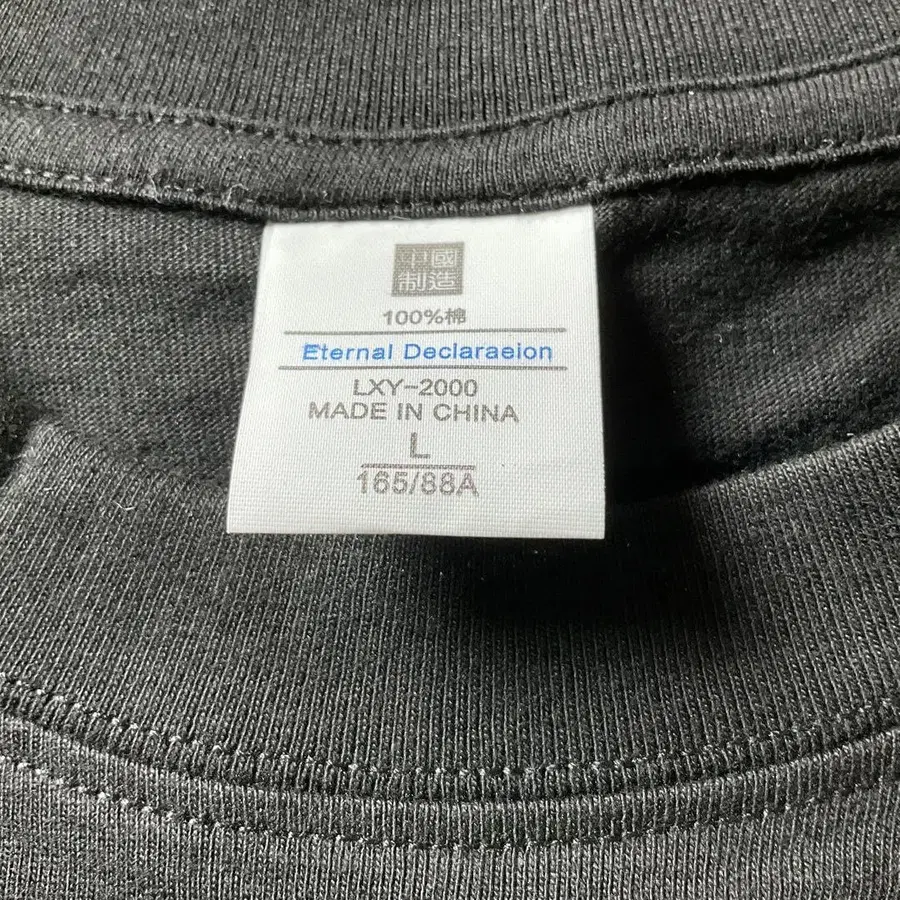 中國
制造
100%棉
Eternal Declaraeion
LXY-2000
MADE IN CHINA
L
165/88A